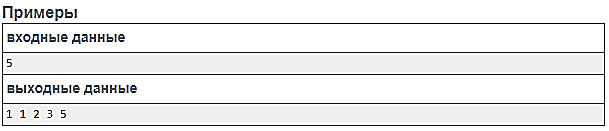 Примеры
входные данные
5
выходные данные
1 1 2 3 5